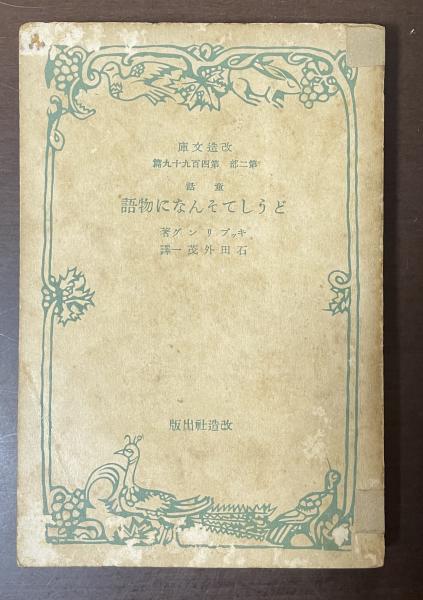 改造文庫
第二部 第四百九十九篇
童話
どうしてそんなに物語
キップリング著
石田外茂一譯
改造社出版